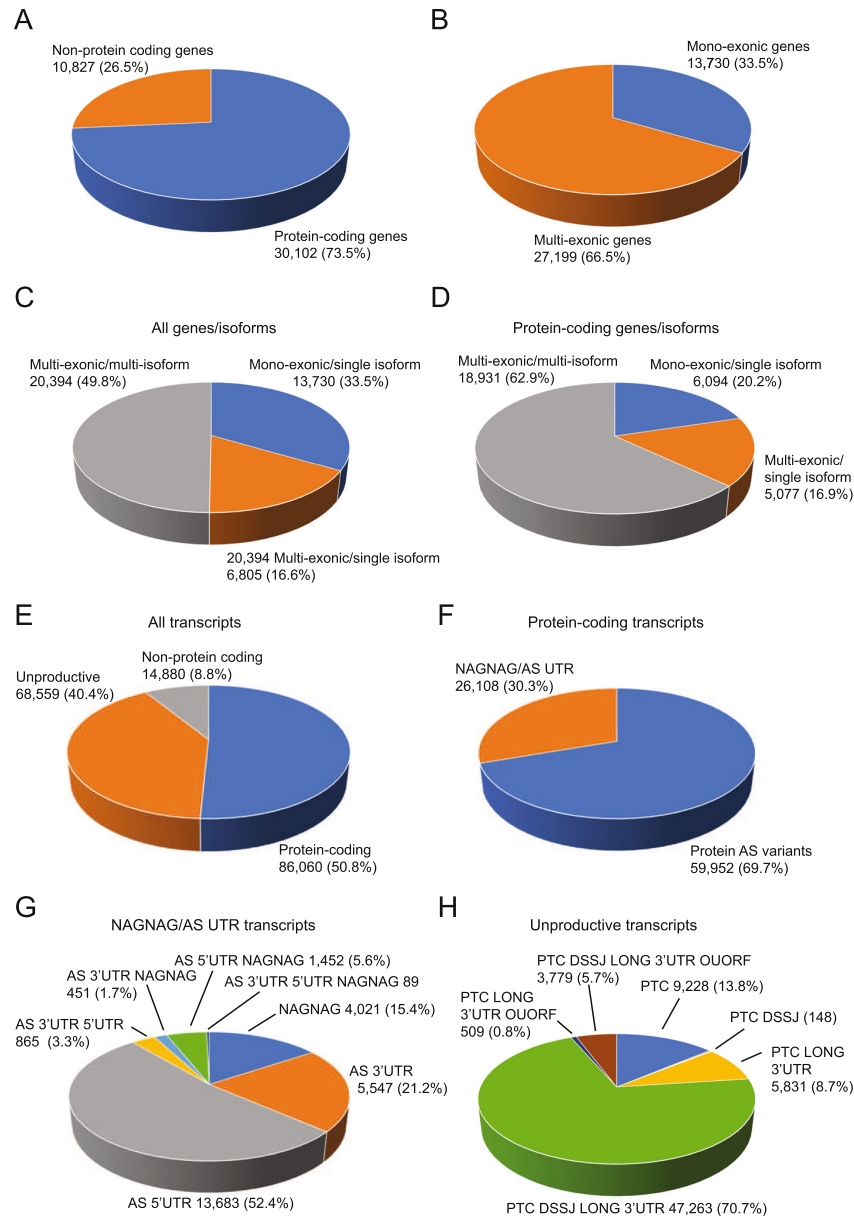 A
Non-protein coding genes
10,827 (26.5%)
Protein-coding genes
30,102 (73.5%)
B
Mono-exonic genes
13,730 (33.5%)
Multi-exonic genes
27,199 (66.5%)
C
All genes/isoforms
Multi-exonic/multi-isoform
20,394 (49.8%)
Mono-exonic/single isoform
13,730 (33.5%)
20,394 Multi-exonic/single isoform
6,805 (16.6%)
D
Protein-coding genes/isoforms
Multi-exonic/multi-isoform
18,931 (62.9%)
Mono-exonic/single isoform
6,094 (20.2%)
Multi-exonic/
single isoform
5,077 (16.9%)
E
All transcripts
Non-protein coding
14,880 (8.8%)
Unproductive
68,559 (40.4%)
Protein-coding
86,060 (50.8%)
F
Protein-coding transcripts
NAGNAG/AS UTR
26,108 (30.3%)
Protein AS variants
59,952 (69.7%)
G
NAGNAG/AS UTR transcripts
AS 5’UTR NAGNAG 1,452 (5.6%)
AS 3’UTR NAGNAG
451 (1.7%)
AS 3’UTR 5’UTR NAGNAG 89
NAGNAG 4,021 (15.4%)
AS 3’UTR 5’UTR
865 (3.3%)
AS 3’UTR
5,547 (21.2%)
AS 5’UTR 13,683 (52.4%)
H
Unproductive transcripts
PTC DSSJ LONG 3’UTR OUORF
3,779 (5.7%)
PTC 9,228 (13.8%)
PTC LONG
3’UTR OUORF
509 (0.8%)
PTC DSSJ (148)
PTC LONG
3’UTR
5,831 (8.7%)
PTC DSSJ LONG 3’UTR 47,263 (70.7%)